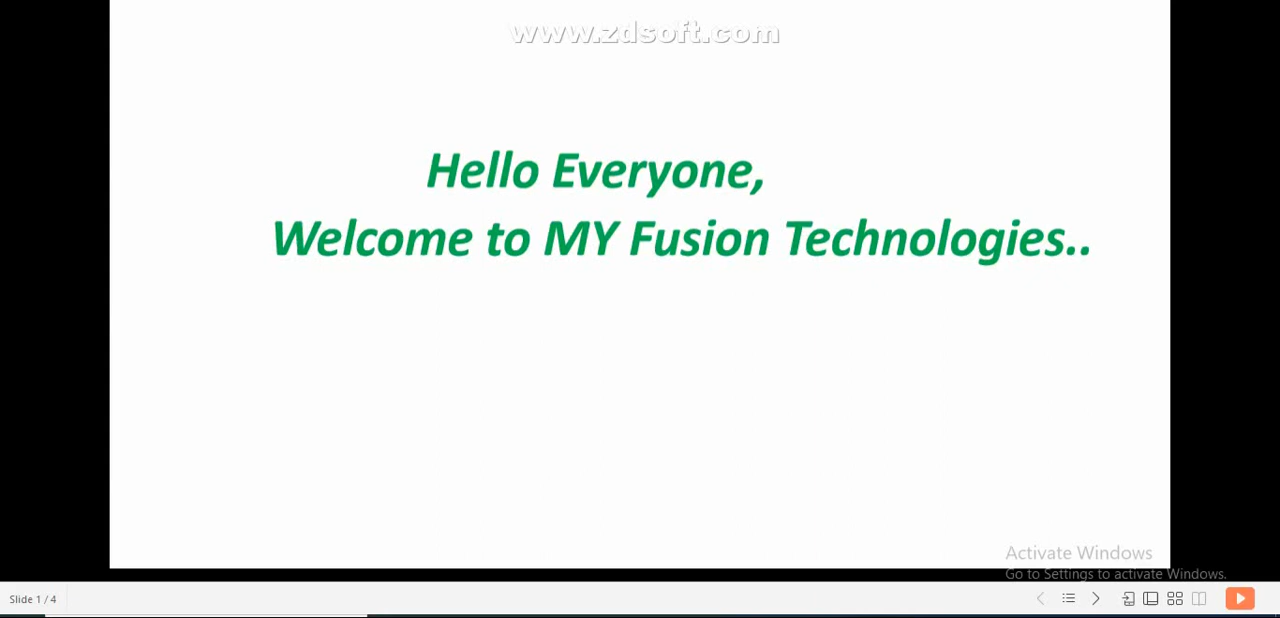 www.zdsoft.com
Hello Everyone,
Welcome to MY Fusion Technologies..
Activate Windows
Go to Settings to activate Windows.
Slide 1 / 4